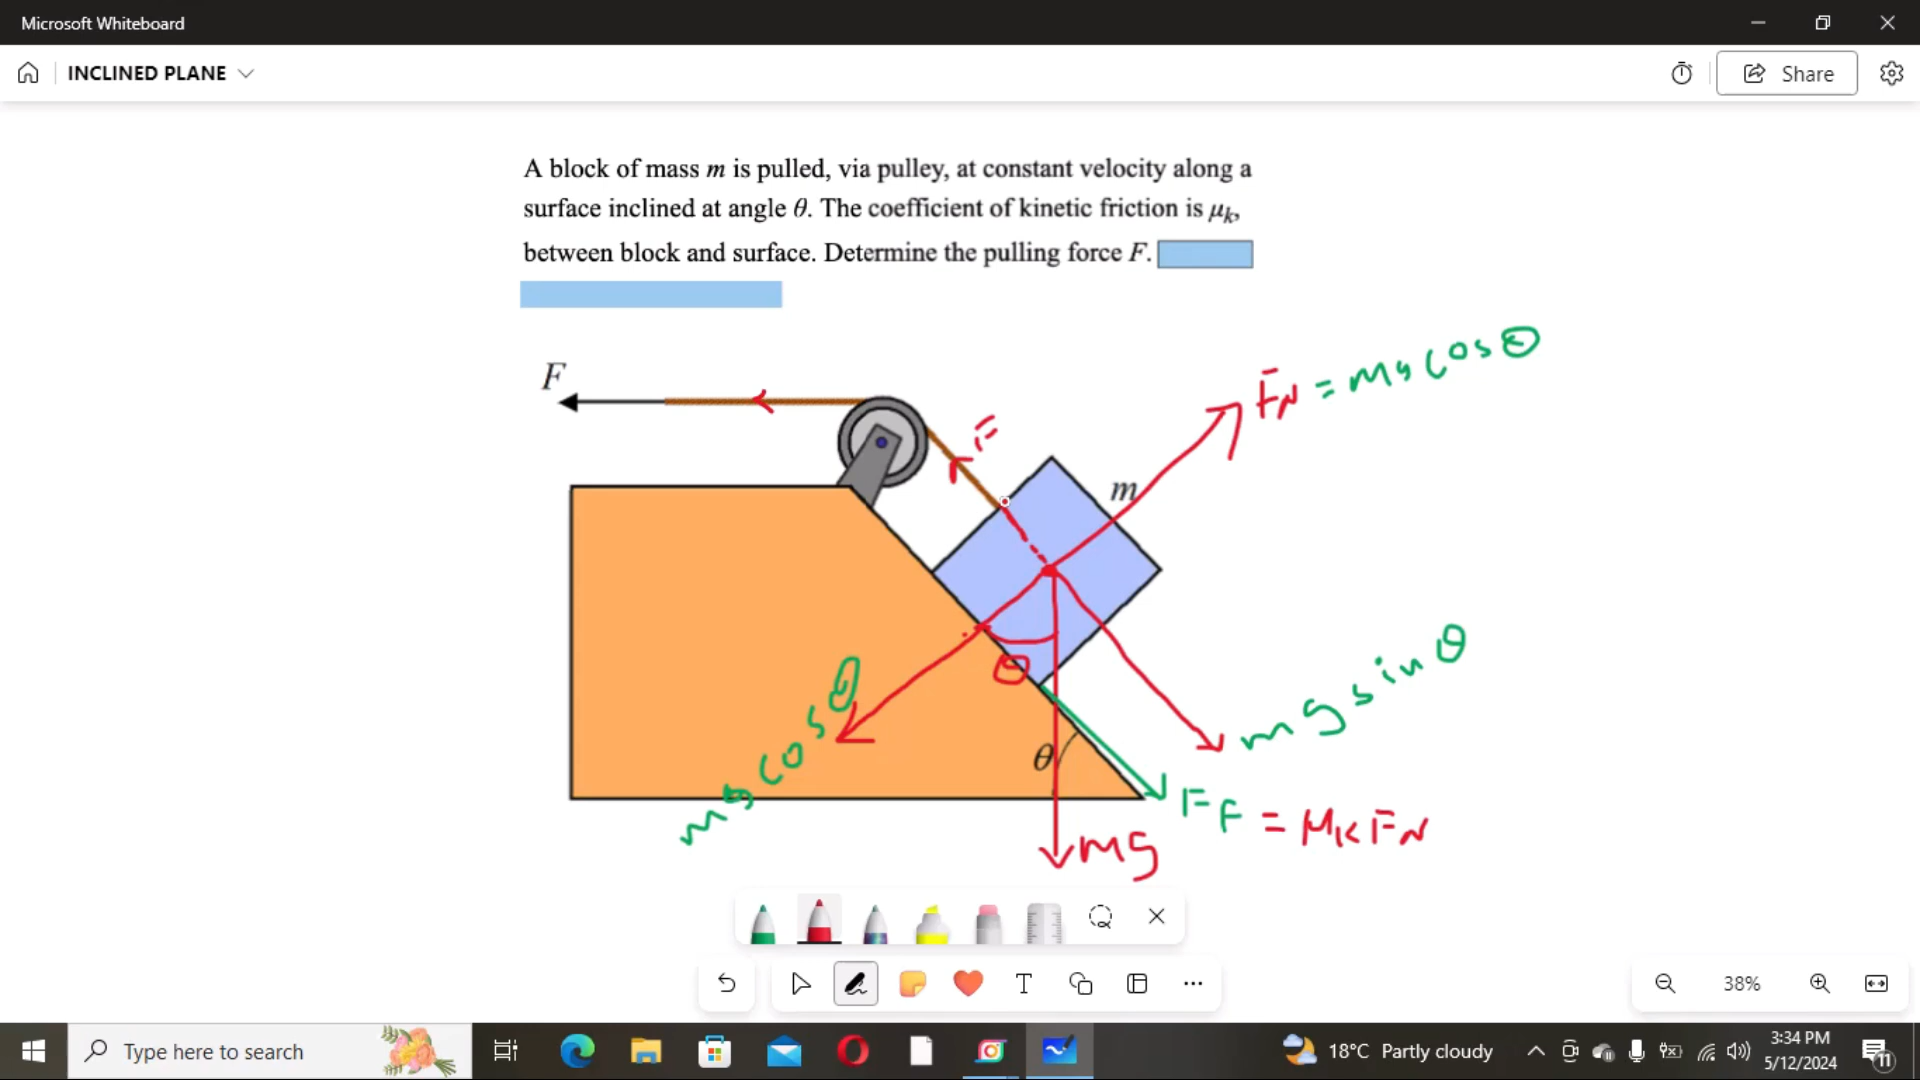 Microsoft Whiteboard
INCLINED PLANE
Share
A block of mass m is pulled, via pulley, at constant velocity along a
surface inclined at angle θ. The coefficient of kinetic friction is μk,
between block and surface. Determine the pulling force F.
F
F
FN = mg cos θ
m
mg sin θ
θ
mg cos θ
θ
FF = μK FN
mg
38%
Type here to search
18°C Partly cloudy
3:34 PM
5/12/2024
11